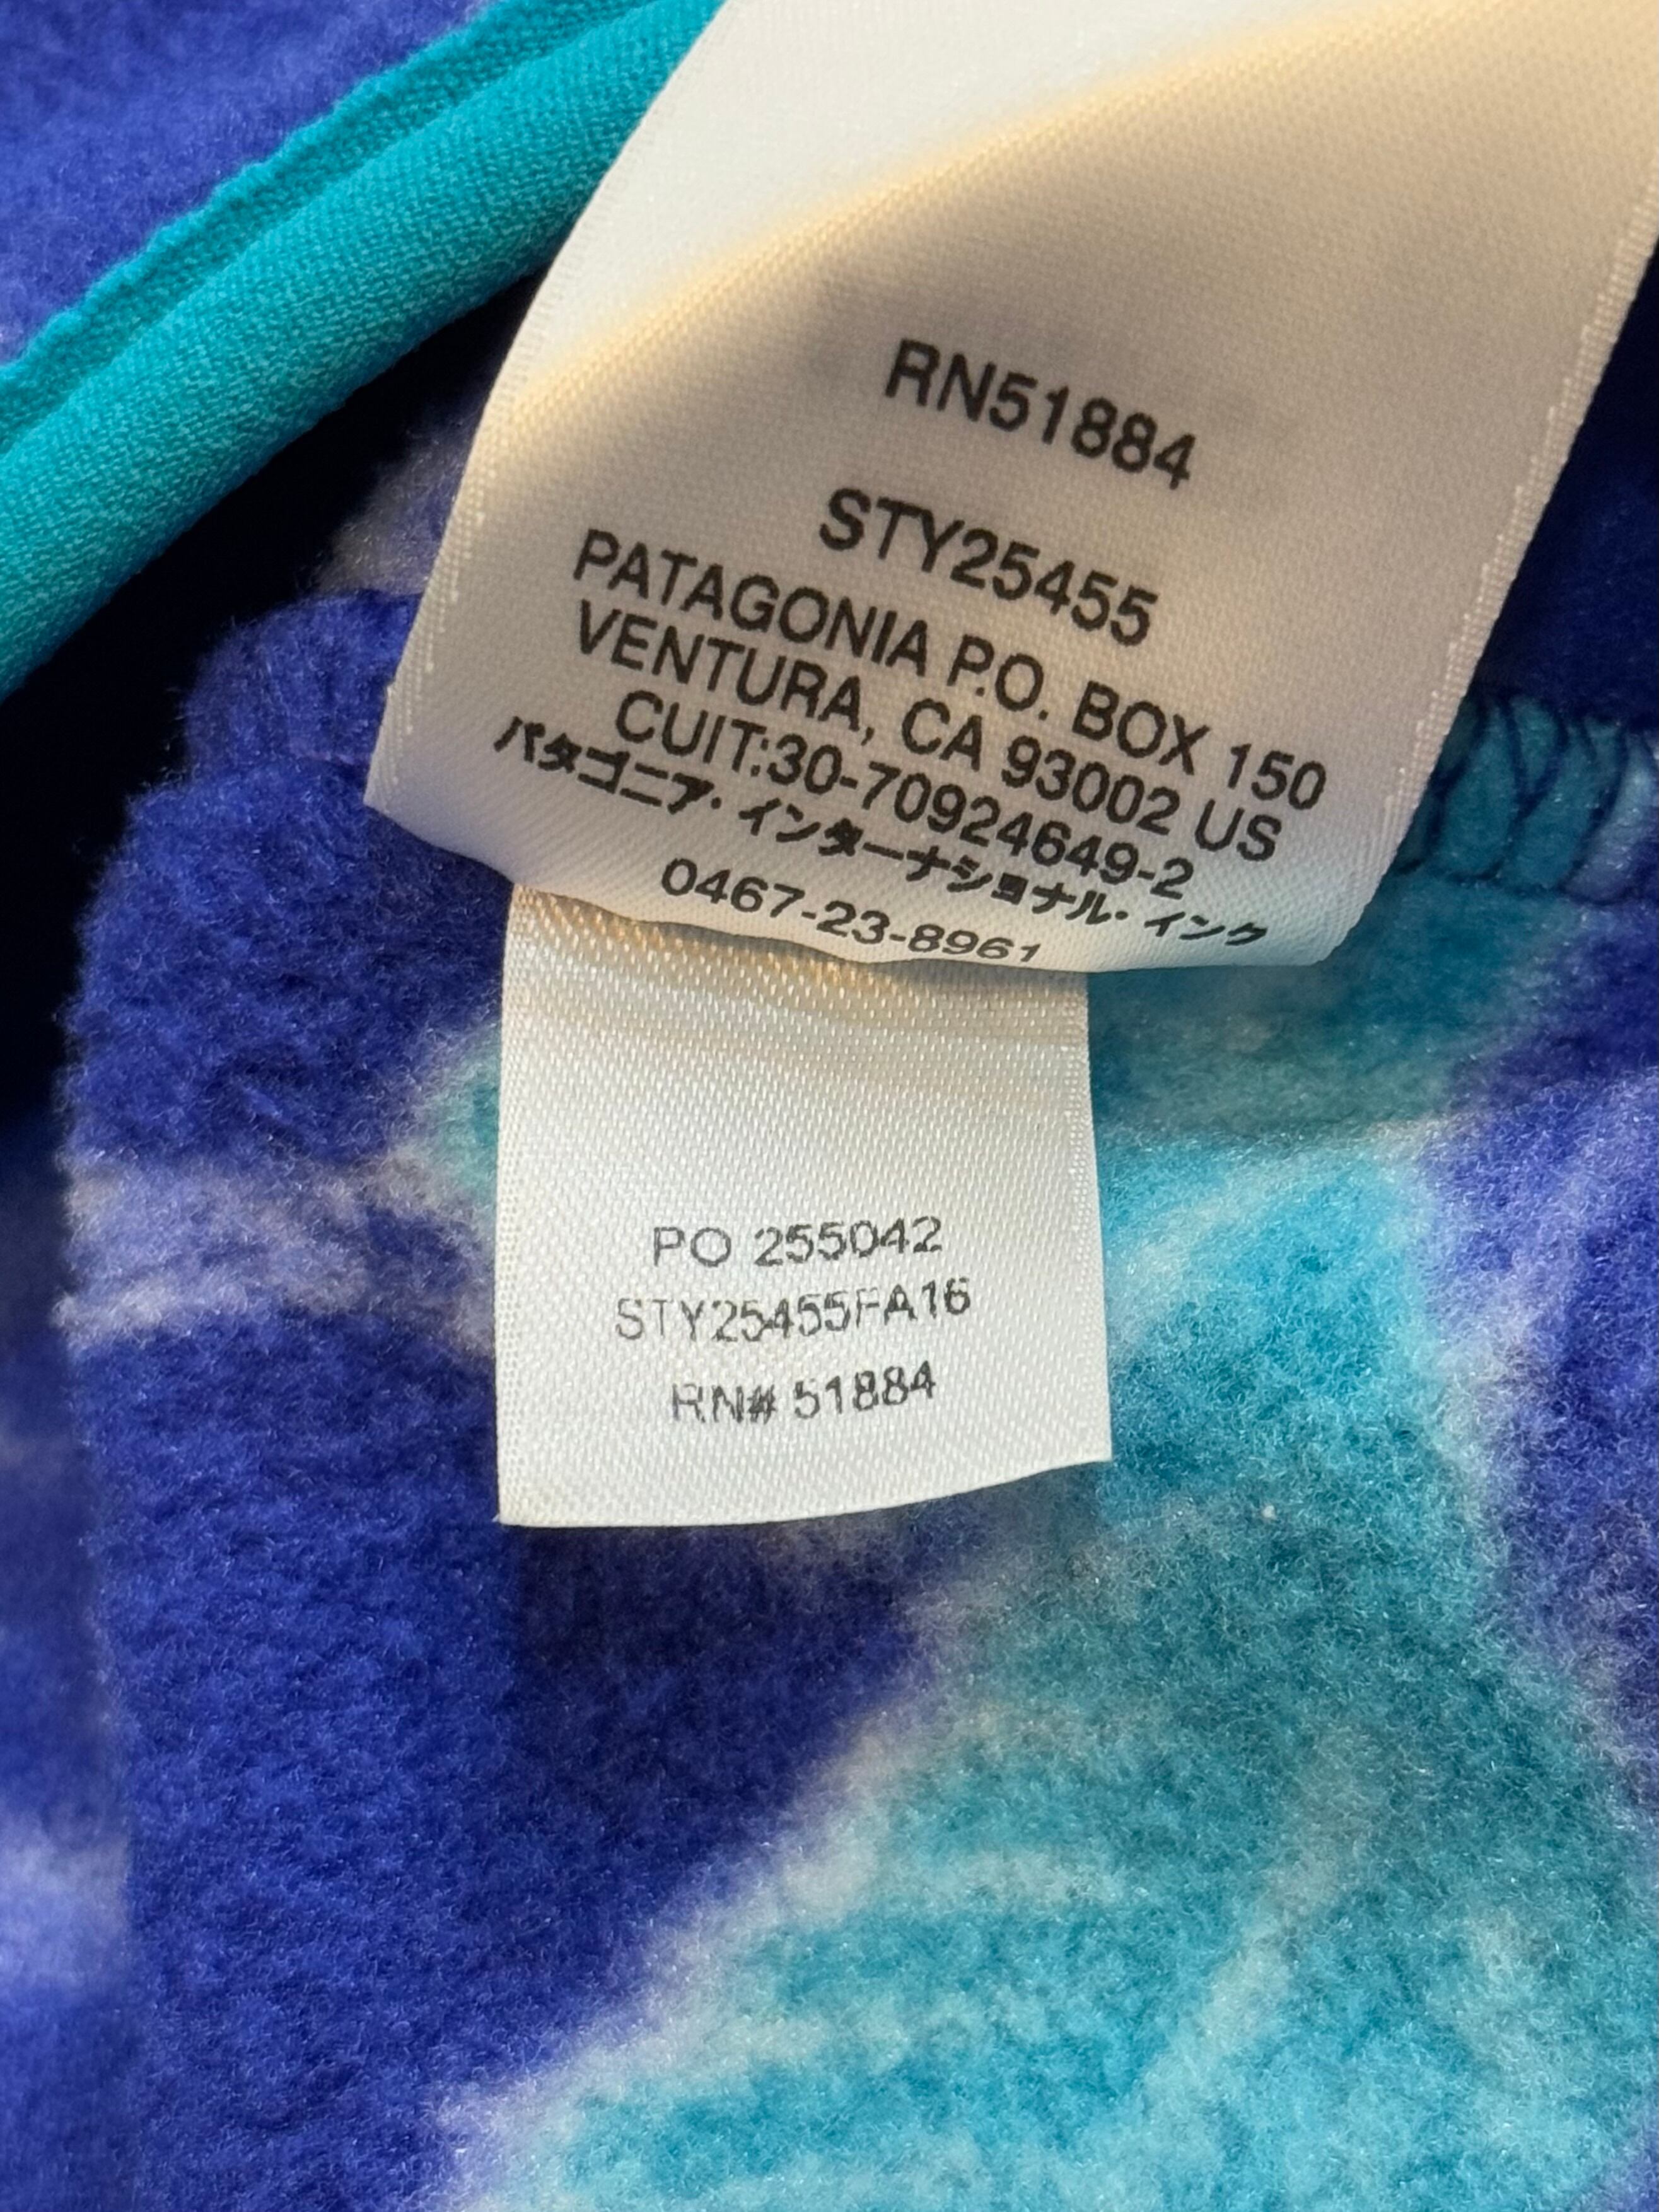 RN51884
STY25455
PATAGONIA P.O. BOX 150
VENTURA, CA 93002 US
CUIT:30-70924649-2
パタゴニア・インターナショナル・インク
0467-23-8961
PO 255042
STY25455FA16
RN# 51884